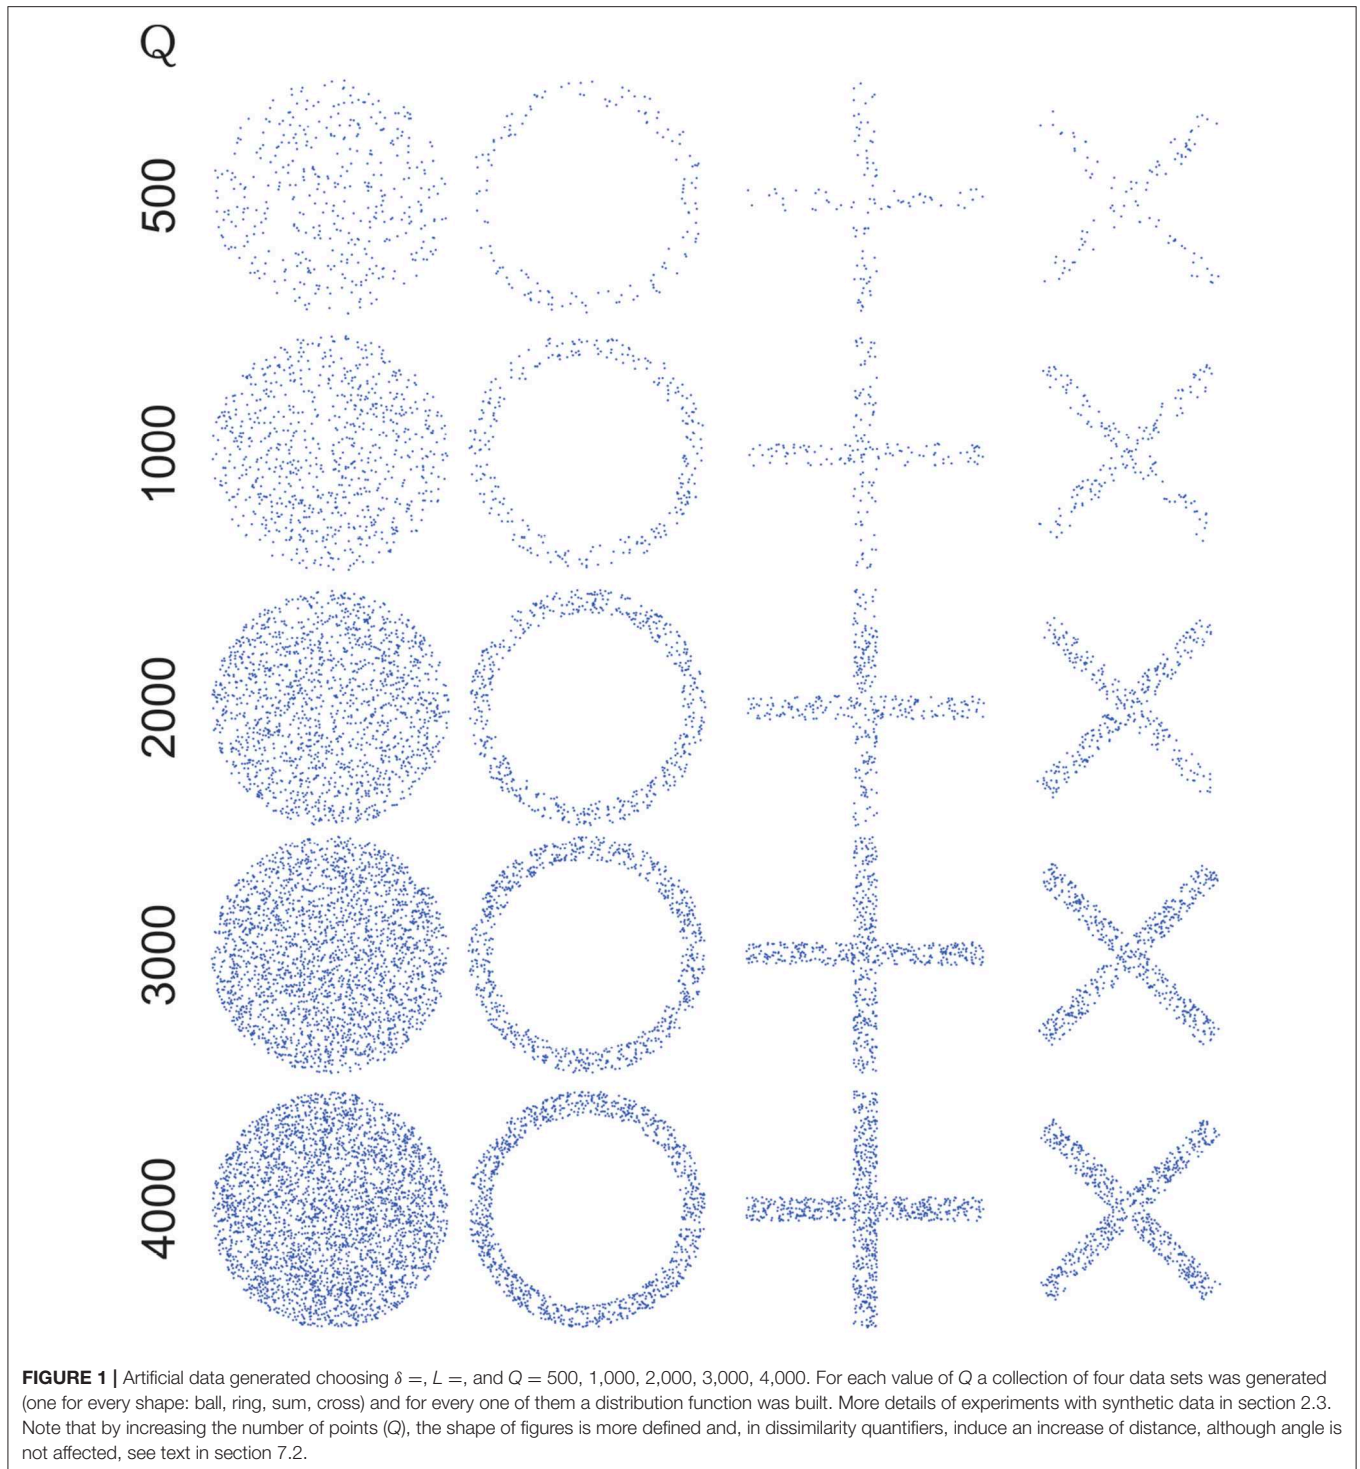 Q
500
1000
2000
3000
4000
FIGURE 1 | Artificial data generated choosing δ =, L =, and Q = 500, 1,000, 2,000, 3,000, 4,000. For each value of Q a collection of four data sets was generated
(one for every shape: ball, ring, sum, cross) and for every one of them a distribution function was built. More details of experiments with synthetic data in section 2.3.
Note that by increasing the number of points (Q), the shape of figures is more defined and, in dissimilarity quantifiers, induce an increase of distance, although angle is
not affected, see text in section 7.2.